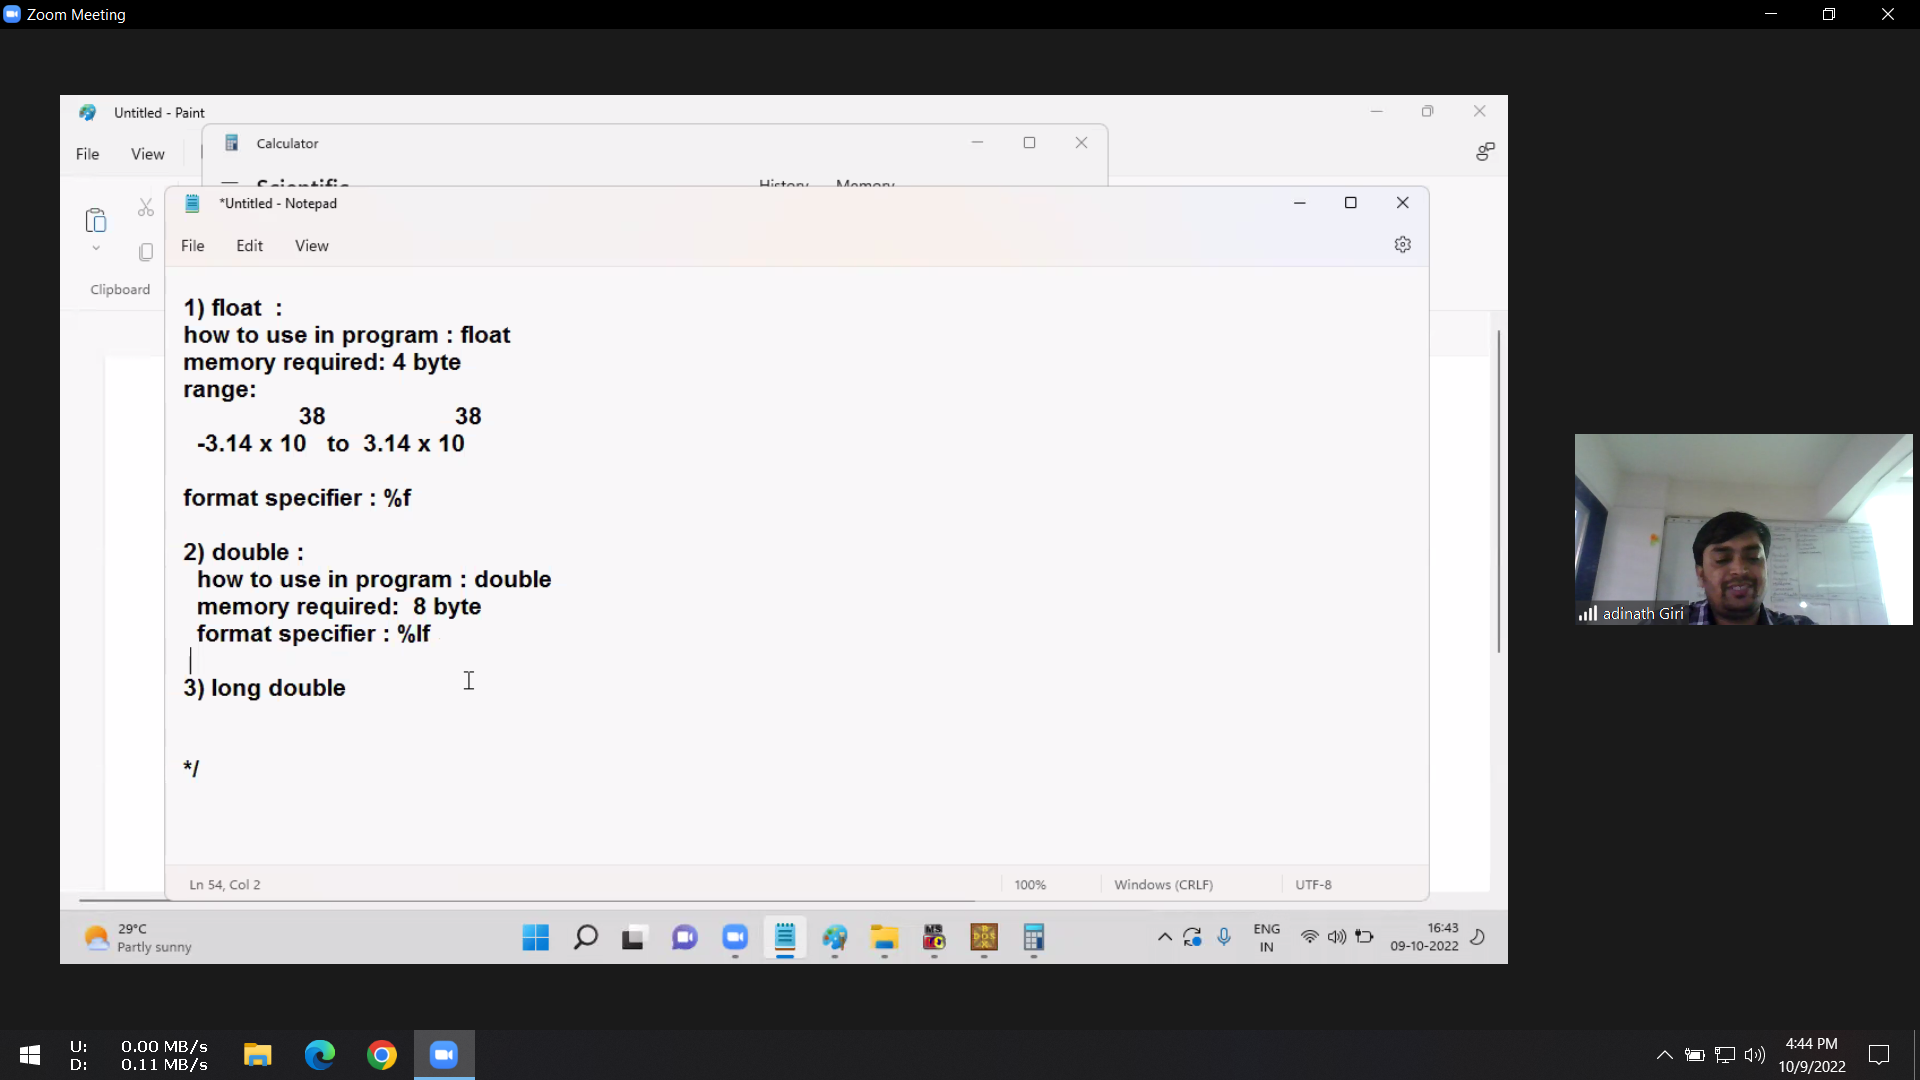 Zoom Meeting
Untitled - Paint
File View
Calculator
Scientific
History Memory
Clipboard
*Untitled - Notepad
File Edit View
1) float :
how to use in program : float
memory required: 4 byte
range:
38 38
-3.14 x 10 to 3.14 x 10
format specifier : %f
2) double :
how to use in program : double
memory required: 8 byte
format specifier : %lf
3) long double
*/
Ln 54, Col 2
100%
Windows (CRLF)
UTF-8
adinath Giri
29°C
Partly sunny
ENG
IN
16:43
09-10-2022
U: 0.00 MB/s
D: 0.11 MB/s
4:44 PM
10/9/2022